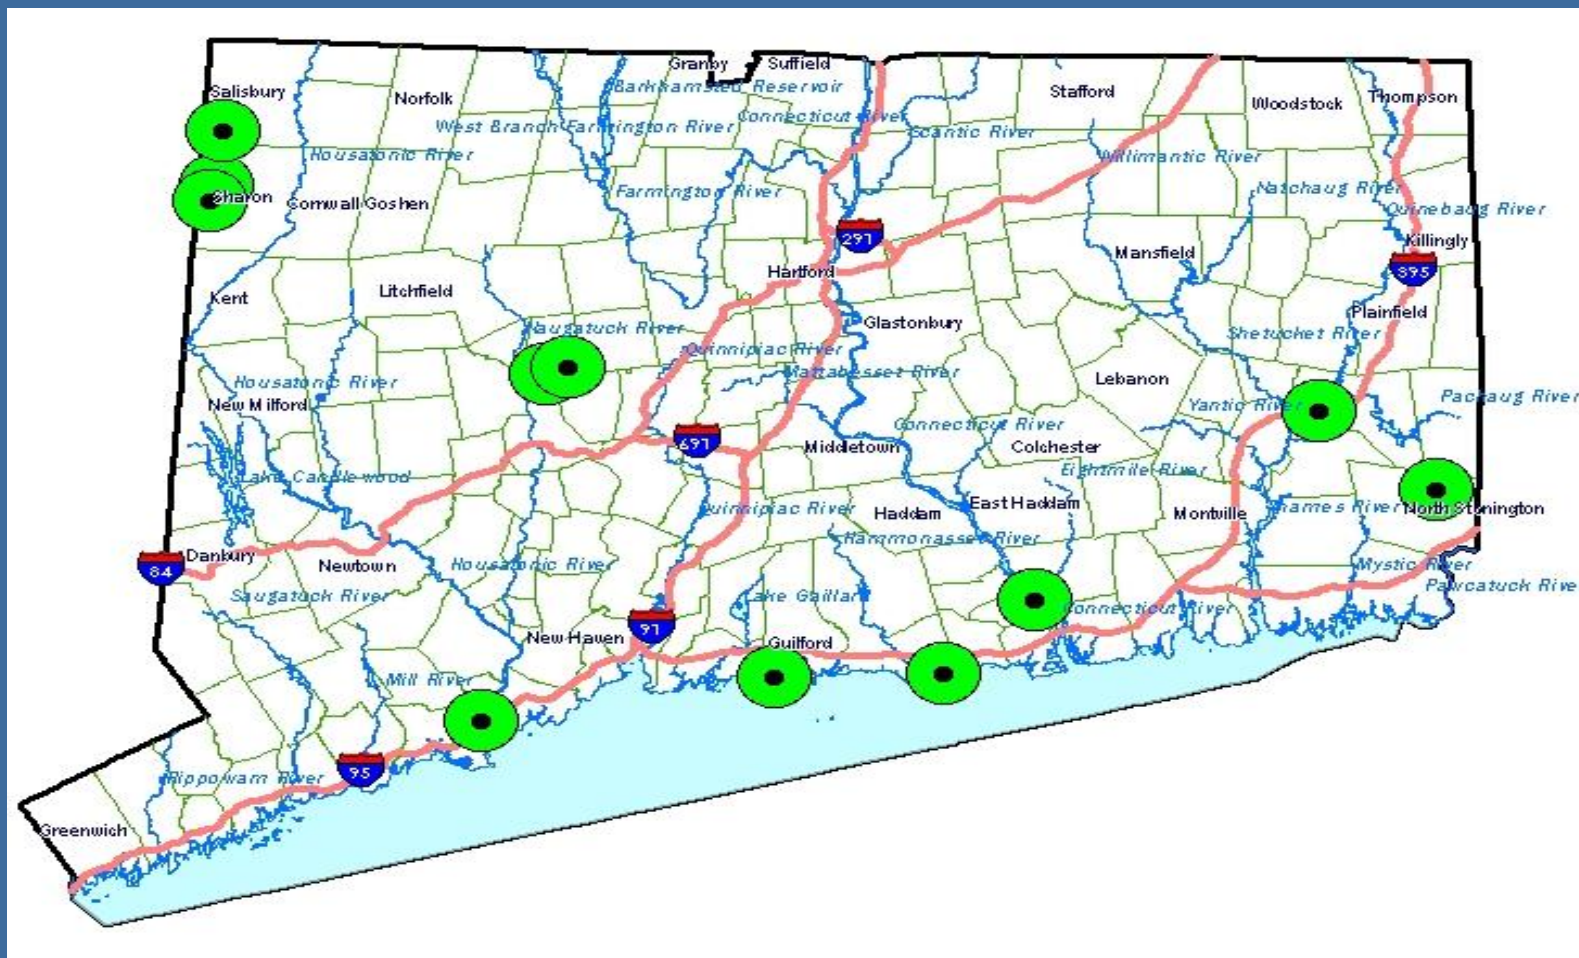 Granby
Suffield
Salisbury
Barkhamsted Reservoir
Stafford
Norfolk
Woodstock
Thompson
Connecticut River
West Branch Farmington River
Scantic River
Housatonic River
Willimantic River
Farmington River
Natchaug River
Sharon
Cornwall
Goshen
Quinebaug River
291
Killingly
Mansfield
Hartford
395
Litchfield
Kent
Plainfield
Glastonbury
Naugatuck River
Shetucket River
Quinnipiac River
Mattabesset River
Lebanon
Housatonic River
Pachaug River
New Milford
Yantic River
Connecticut River
691
Middletown
Colchester
Eightmile River
Lake Candlewood
East Haddam
Quinnipiac River
Haddam
Montville
Thames River
North Stonington
Hammonasset River
Danbury
84
Newtown
Housatonic River
Mystic River
Pawcatuck Rive
Saugatuck River
Lake Gaillard
Connecticut River
91
New Haven
Guilford
Mill River
95
Rippowam River
Greenwich